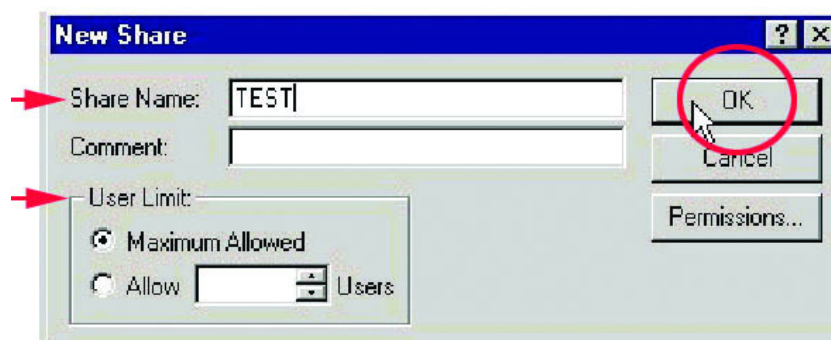 New Share
Share Name: TEST
OK
Comment:
Cancel
User Limit:
Permissions...
Maximum Allowed
Allow Users